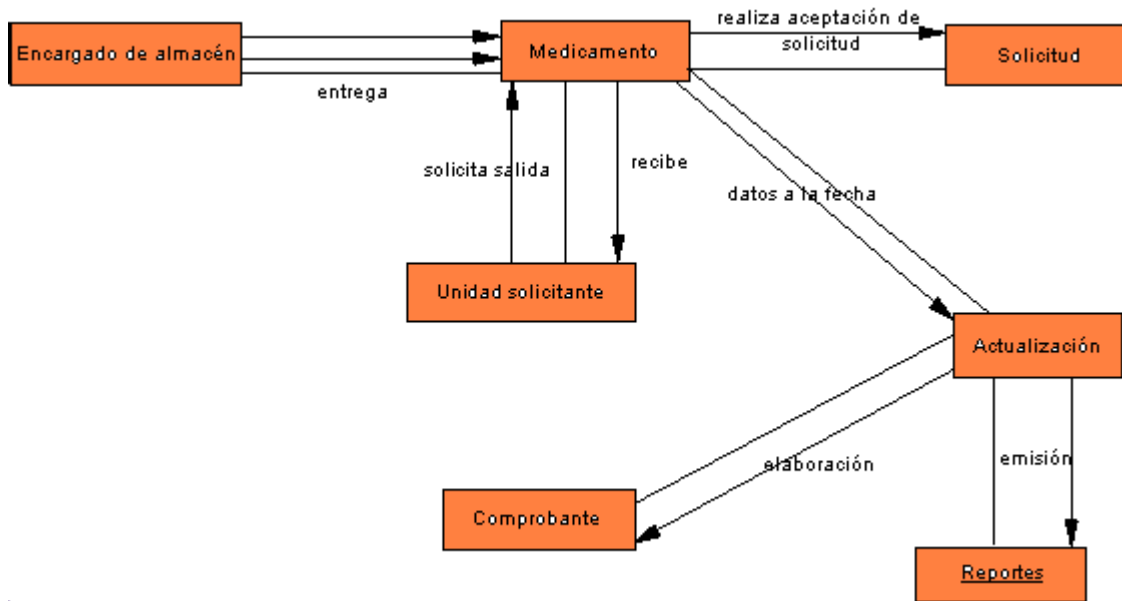 realiza aceptación de
solicitud
Encargado de almacén
Medicamento
Solicitud
entrega
solicita salida
recibe
datos a la fecha
Unidad solicitante
Actualización
elaboración
emisión
Comprobante
Reportes